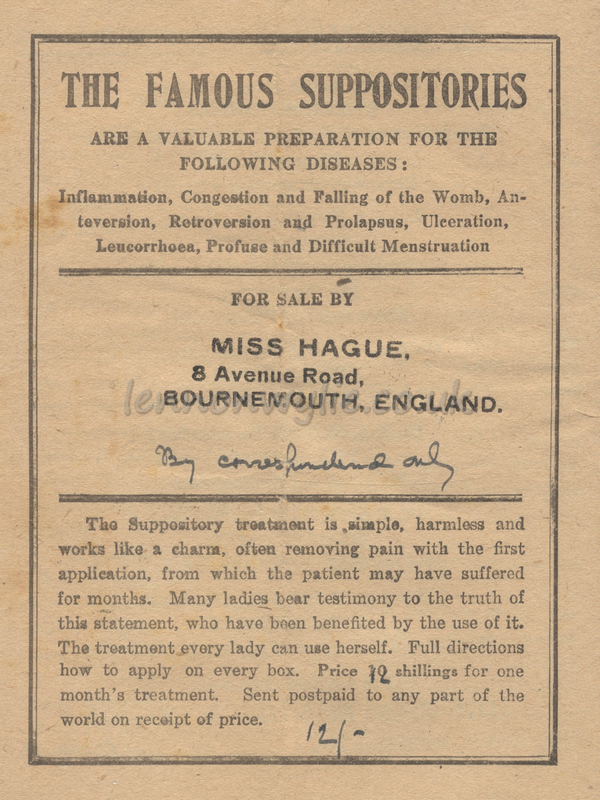 THE FAMOUS SUPPOSITORIES
ARE A VALUABLE PREPARATION FOR THE
FOLLOWING DISEASES:
Inflammation, Congestion and Falling of the Womb, An-
teversion, Retroversion and Prolapsus, Ulceration,
Leucorrhoea, Profuse and Difficult Menstruation
FOR SALE BY
MISS HAGUE,
8 Avenue Road,
BOURNEMOUTH, ENGLAND.
By correspondence only
The Suppository treatment is simple, harmless and
works like a charm, often removing pain with the first
application, from which the patient may have suffered
for months. Many ladies bear testimony to the truth of
this statement, who have been benefited by the use of it.
The treatment every lady can use herself. Full directions
how to apply on every box. Price 12 shillings for one
month's treatment. Sent postpaid to any part of the
world on receipt of price.
12/-